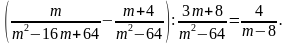 (m/(m²−16m+64) − (m+4)/(m²−64)) : (3m+8)/(m²−64) = 4/(m−8).